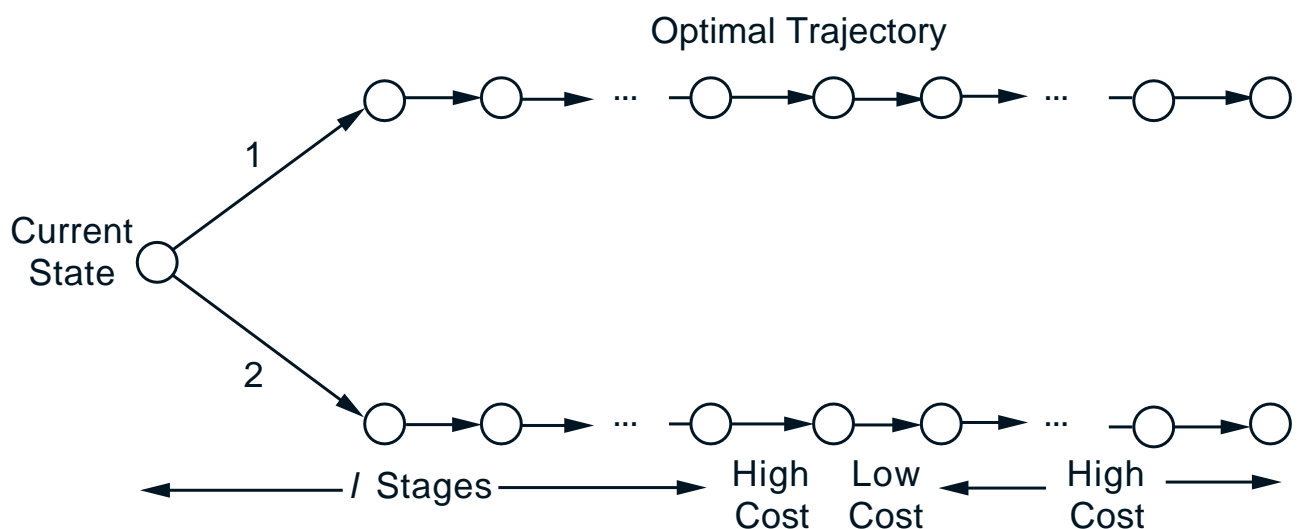 Optimal Trajectory
...
...
1
Current
State
2
...
...
l Stages
High
Cost
Low
Cost
High
Cost